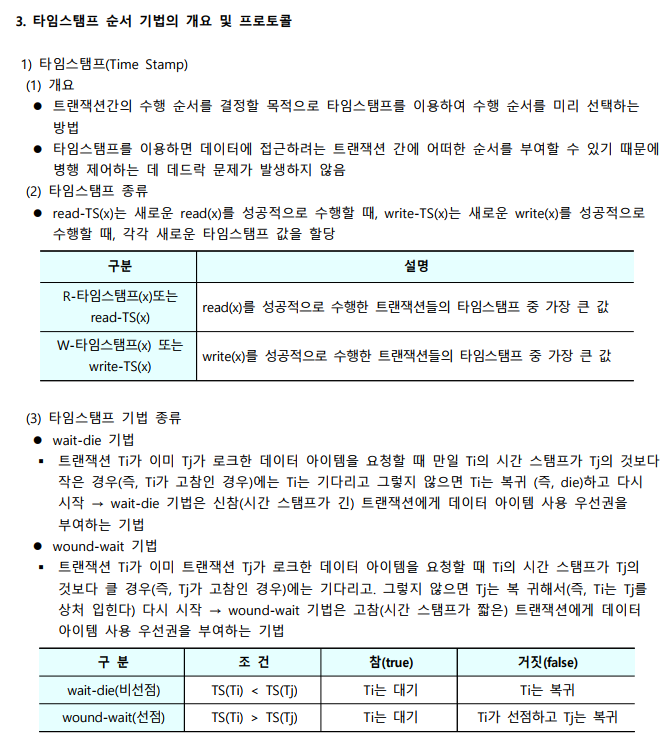 3. 타임스탬프 순서 기법의 개요 및 프로토콜
1) 타임스탬프(Time Stamp)
(1) 개요
● 트랜잭션간의 수행 순서를 결정할 목적으로 타임스탬프를 이용하여 수행 순서를 미리 선택하는
방법
● 타임스탬프를 이용하면 데이터에 접근하려는 트랜잭션 간에 어떠한 순서를 부여할 수 있기 때문에
병행 제어하는 데 데드락 문제가 발생하지 않음
(2) 타임스탬프 종류
● read-TS(x)는 새로운 read(x)를 성공적으로 수행할 때, write-TS(x)는 새로운 write(x)를 성공적으로
수행할 때, 각각 새로운 타임스탬프 값을 할당
구분 설명
R-타임스탬프(x)또는
read-TS(x)
read(x)를 성공적으로 수행한 트랜잭션들의 타임스탬프 중 가장 큰 값
W-타임스탬프(x) 또는
write-TS(x)
write(x)를 성공적으로 수행한 트랜잭션들의 타임스탬프 중 가장 큰 값
(3) 타임스탬프 기법 종류
● wait-die 기법
▪ 트랜잭션 Ti가 이미 Tj가 로크한 데이터 아이템을 요청할 때 만일 Ti의 시간 스탬프가 Tj의 것보다
작은 경우(즉, Ti가 고참인 경우)에는 Ti는 기다리고 그렇지 않으면 Ti는 복귀 (즉, die)하고 다시
시작 → wait-die 기법은 신참(시간 스탬프가 긴) 트랜잭션에게 데이터 아이템 사용 우선권을
부여하는 기법
● wound-wait 기법
▪ 트랜잭션 Ti가 이미 트랜잭션 Tj가 로크한 데이터 아이템을 요청할 때 Ti의 시간 스탬프가 Tj의
것보다 클 경우(즉, Tj가 고참인 경우)에는 기다리고. 그렇지 않으면 Tj는 복 귀해서(즉, Ti는 Tj를
상처 입힌다) 다시 시작 → wound-wait 기법은 고참(시간 스탬프가 짧은) 트랜잭션에게 데이터
아이템 사용 우선권을 부여하는 기법
구 분 조 건 참(true) 거짓(false)
wait-die(비선점) TS(Ti) < TS(Tj) Ti는 대기 Ti는 복귀
wound-wait(선점) TS(Ti) > TS(Tj) Ti는 대기 Ti가 선점하고 Tj는 복귀